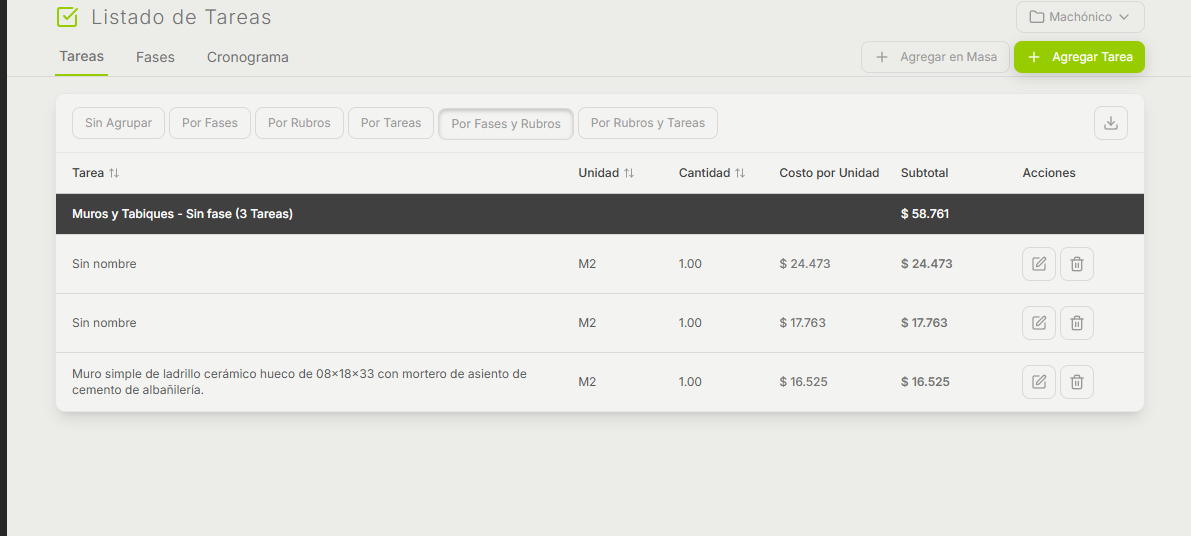 Listado de Tareas
Machónico
Tareas Fases Cronograma
Agregar en Masa Agregar Tarea
Sin Agrupar Por Fases Por Rubros Por Tareas Por Fases y Rubros Por Rubros y Tareas
Tarea Unidad Cantidad Costo por Unidad Subtotal Acciones
Muros y Tabiques - Sin fase (3 Tareas) $ 58.761
Sin nombre M2 1.00 $ 24.473 $ 24.473
Sin nombre M2 1.00 $ 17.763 $ 17.763
Muro simple de ladrillo cerámico hueco de 08×18×33 con mortero de asiento de
cemento de albañilería. M2 1.00 $ 16.525 $ 16.525